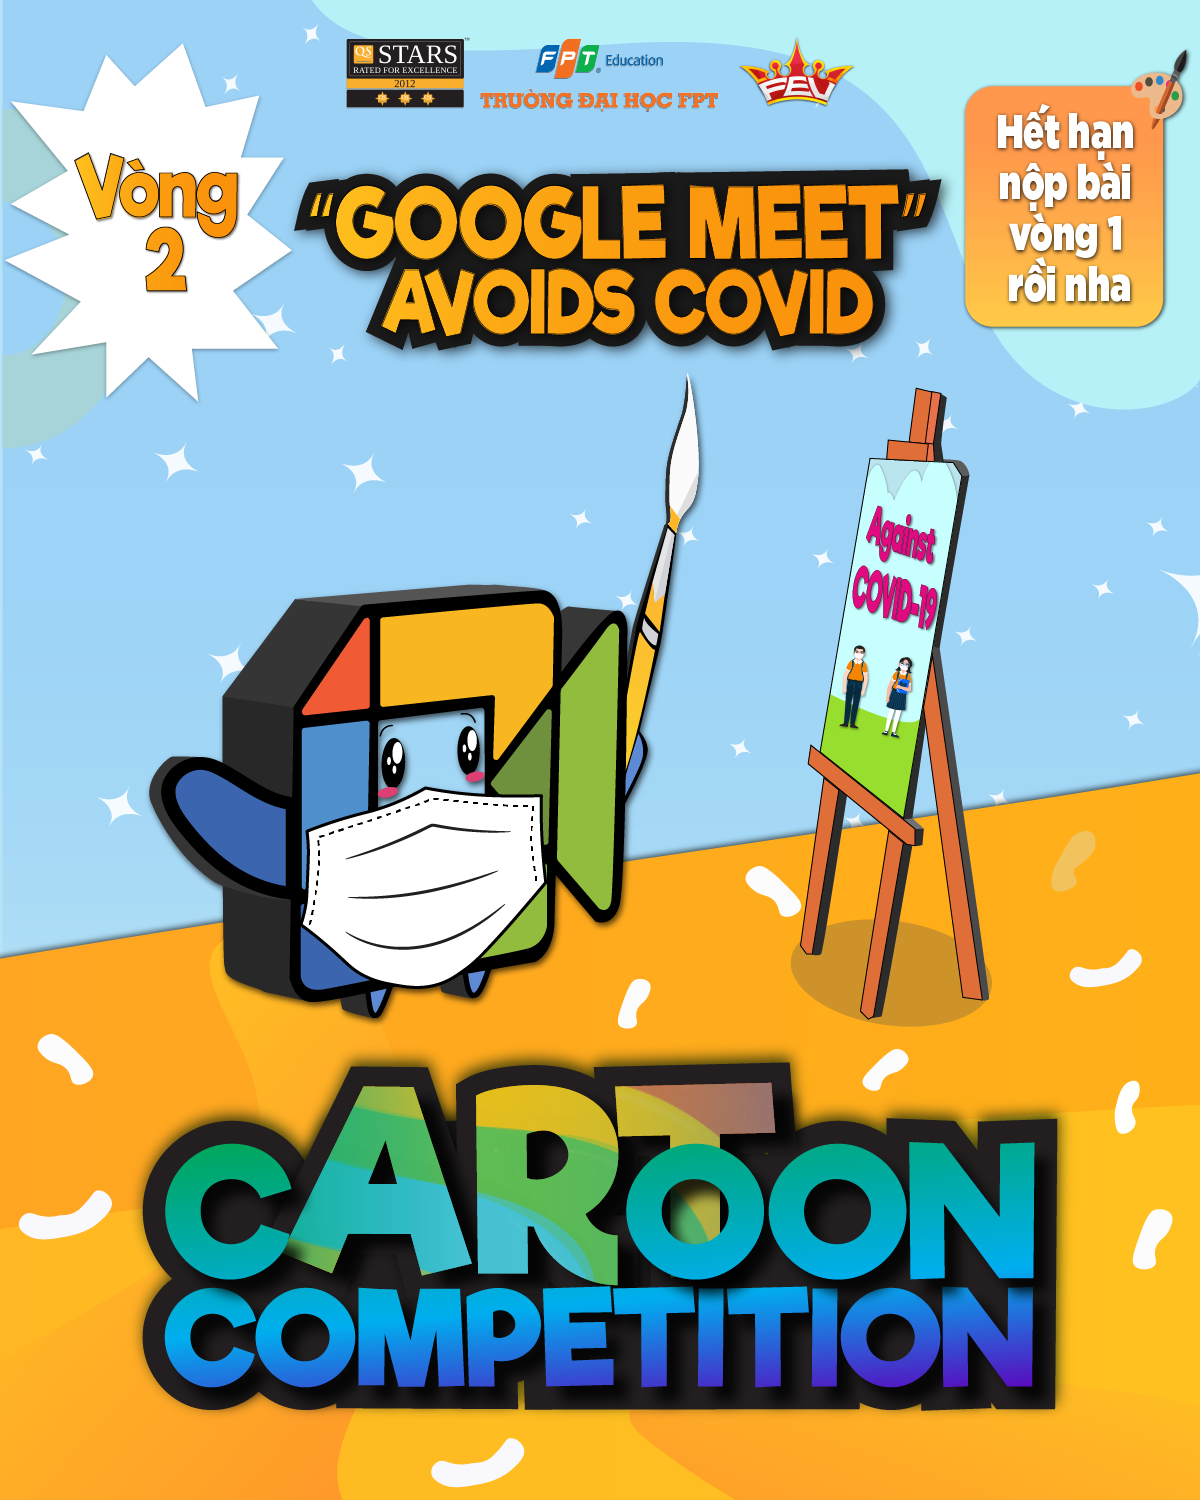 QS STARS
RATED FOR EXCELLENCE
2012
FPT Education
TRƯỜNG ĐẠI HỌC FPT
FEV
Vòng
2
"GOOGLE MEET"
AVOIDS COVID
Hết hạn
nộp bài
vòng 1
rồi nha
Against
COVID-19
CARTOON
COMPETITION